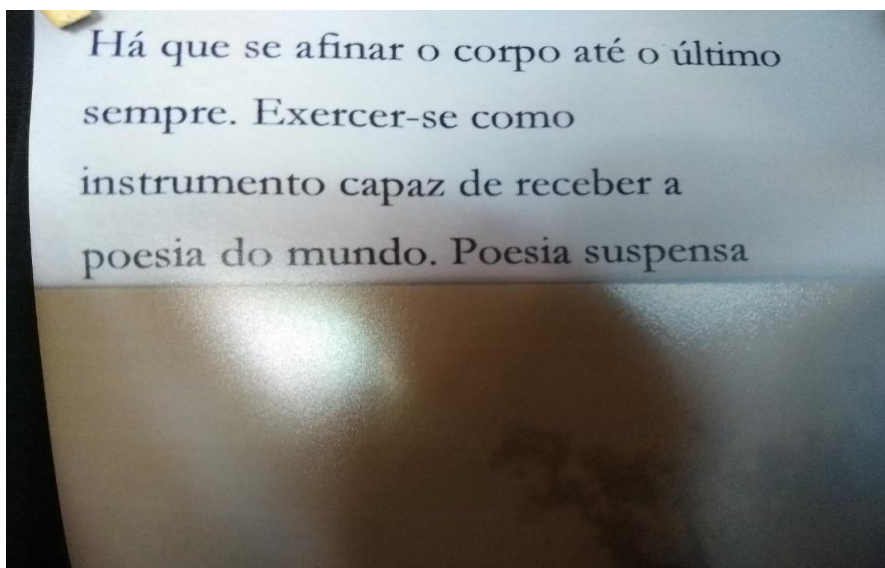 Há que se afinar o corpo até o último
sempre. Exercer-se como
instrumento capaz de receber a
poesia do mundo. Poesia suspensa